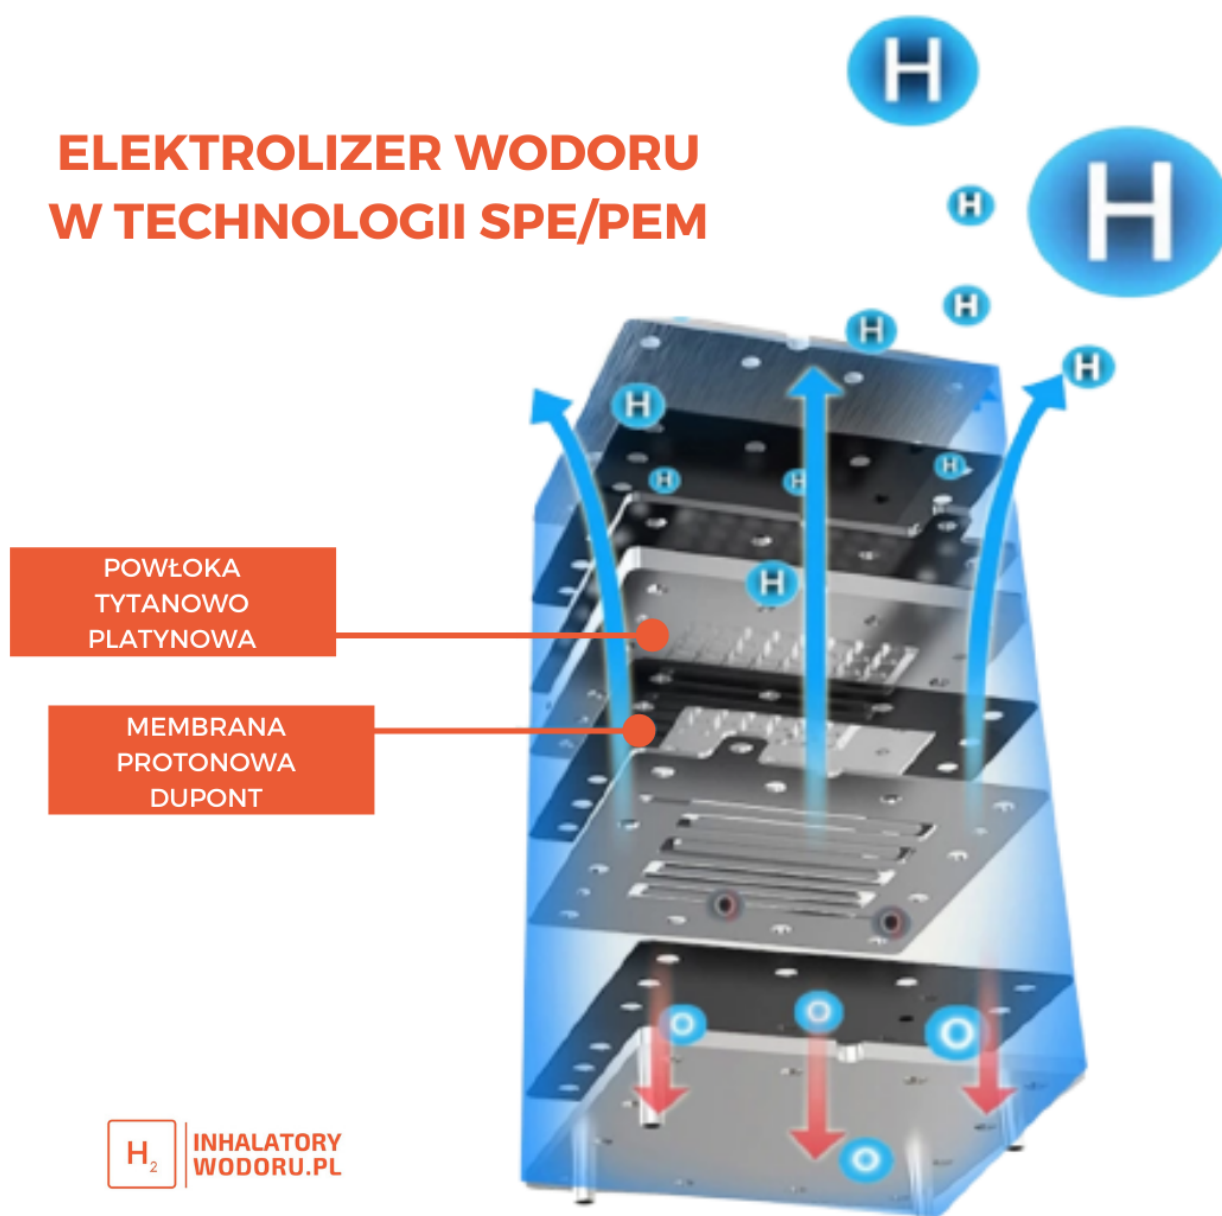 ELEKTROLIZER WODORU
W TECHNOLOGII SPE/PEM
H
H
H
H
H
H
H
H
H
H
H
POWŁOKA
TYTANOWO
PLATYNOWA
MEMBRANA
PROTONOWA
DUPONT
O
O
O
O
O
O
H2
INHALATORY
WODORU.PL